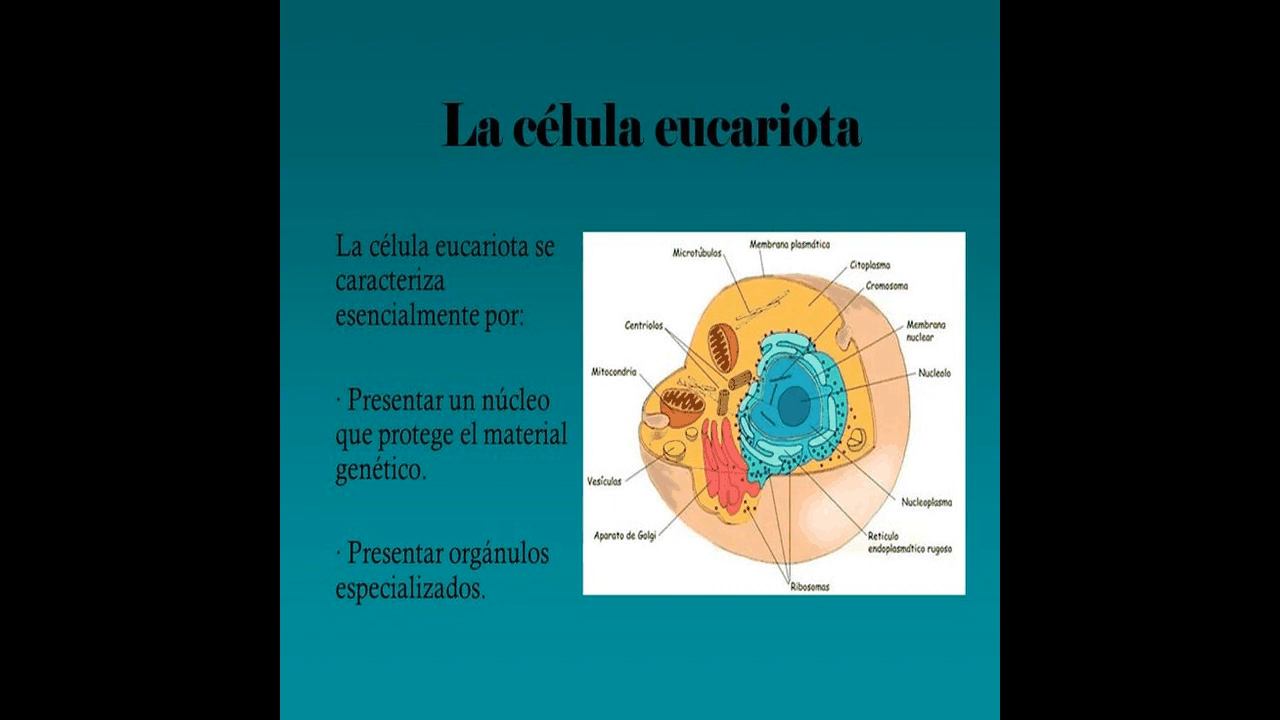 La célula eucariota
La célula eucariota se
caracteriza
esencialmente por:
· Presentar un núcleo
que protege el material
genético.
· Presentar orgánulos
especializados.
Membrana plasmática
Microtúbulos
Citoplasma
Cromosoma
Centriolos
Membrana
nuclear
Mitocondria
Nucleolo
Vesículas
Nucleoplasma
Aparato de Golgi
Retículo
endoplasmático rugoso
Ribosomas